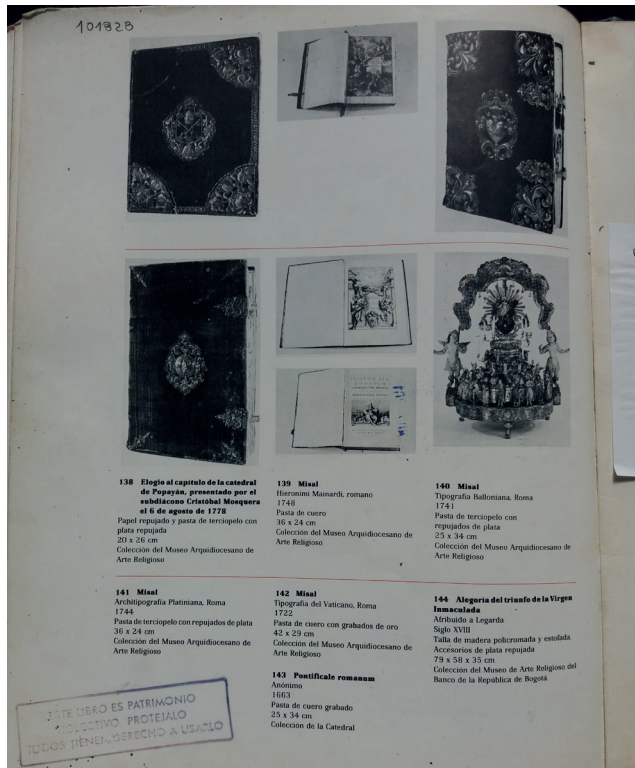 101828
138 Elogio al capítulo de la catedral
de Popayán, presentado por el
subdiácono Cristóbal Mosquera
el 6 de agosto de 1778
Papel repujado y pasta de terciopelo con
plata repujada
20 x 26 cm
Colección del Museo Arquidiocesano de
Arte Religioso
139 Misal
Hieronimi Mainardi, romano
1748
Pasta de cuero
36 x 24 cm
Colección del Museo Arquidiocesano de
Arte Religioso
140 Misal
Tipografía Balloniana, Roma
1741
Pasta de terciopelo con
repujados de plata
25 x 34 cm
Colección del Museo Arquidiocesano de
Arte Religioso
141 Misal
Architipografía Platiniana, Roma
1744
Pasta de terciopelo con repujados de plata
36 x 24 cm
Colección del Museo Arquidiocesano de
Arte Religioso
142 Misal
Tipografía del Vaticano, Roma
1722
Pasta de cuero con grabados de oro
42 x 29 cm
Colección del Museo Arquidiocesano de
Arte Religioso
143 Pontificale romanum
Anónimo
1663
Pasta de cuero grabado
25 x 34 cm
Colección de la Catedral
144 Alegoría del triunfo de la Virgen
Inmaculada
Atribuido a Legarda
Siglo XVIII
Talla de madera policromada y estofada
Accesorios de plata repujada
79 x 58 x 35 cm
Colección del Museo de Arte Religioso del
Banco de la República de Bogotá
ESTE LIBRO ES PATRIMONIO
COLECTIVO PROTEJALO
TODOS TIENEN DERECHO A USARLO